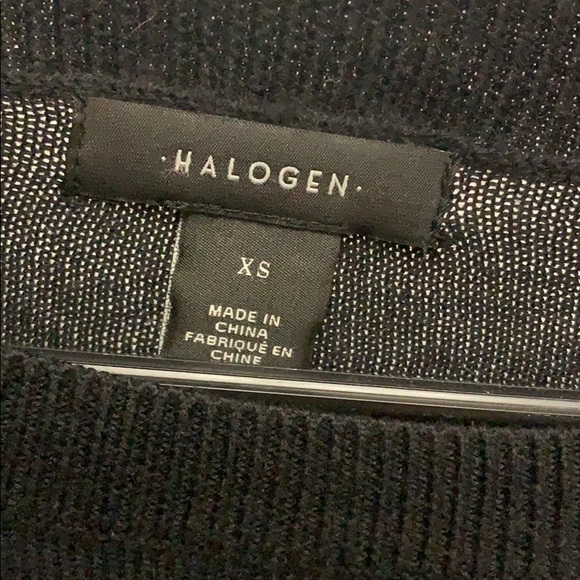 ·HALOGEN·
XS
MADE IN
CHINA
FABRIQUÉ EN
CHINE